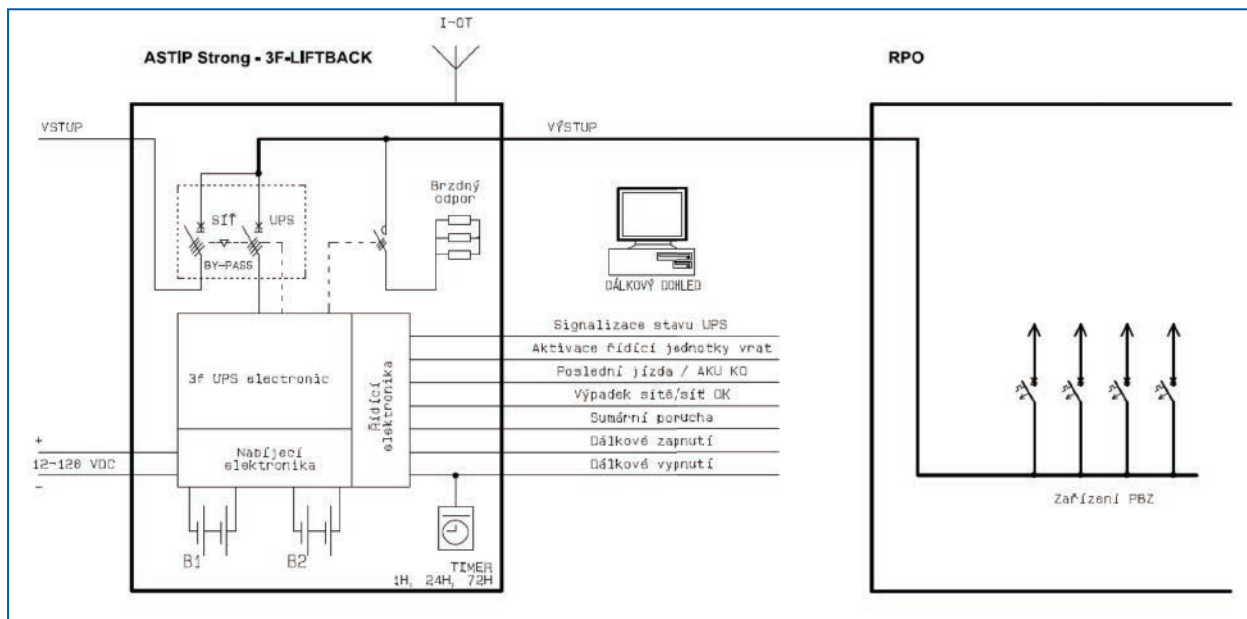 I-OT
ASTIP Strong - 3F-LIFTBACK
RPO
VSTUP
VÝSTUP
Brzdný
odpor
SÍŤ
UPS
BY-PASS
DÁLKOVÝ DOHLED
Signalizace stavu UPS
Aktivace řídící jednotky vrat
3f UPS electronic
Řídící
elektronika
Poslední jízda / AKU KO
Výpadek sítě/síť OK
Sumární porucha
+
Nabíjecí
elektronika
Dálkové zapnutí
12-120 VDC
Dálkové vypnutí
-
Zařízení PBZ
B1
B2
TIMER
1H, 24H, 72H